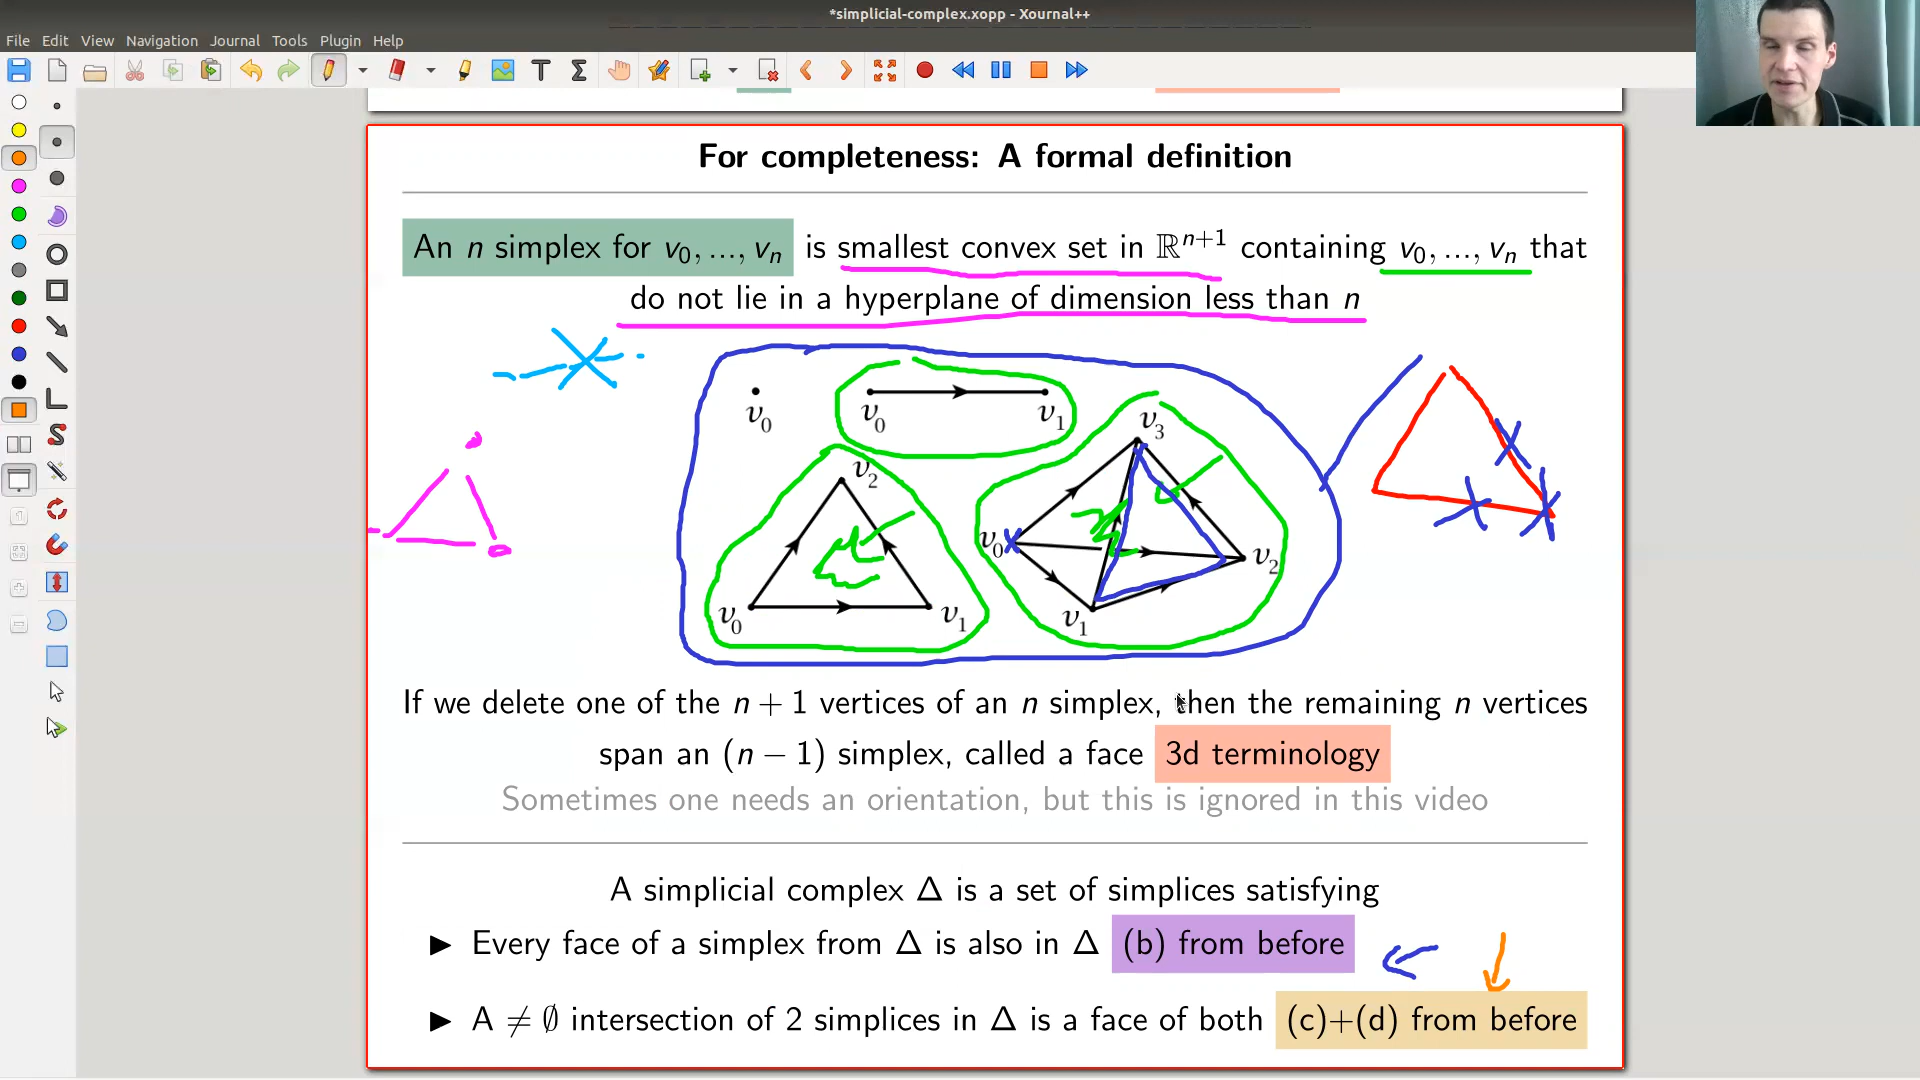 *simplicial-complex.xopp - Xournal++
File Edit View Navigation Journal Tools Plugin Help
For completeness: A formal definition
An n simplex for v₀, ..., vₙ is smallest convex set in ℝⁿ⁺¹ containing v₀, ..., vₙ that
do not lie in a hyperplane of dimension less than n
v₀
v₀ v₁
v₀ v₁ v₂
v₀ v₁ v₂ v₃
If we delete one of the n + 1 vertices of an n simplex, then the remaining n vertices
span an (n − 1) simplex, called a face 3d terminology
Sometimes one needs an orientation, but this is ignored in this video
A simplicial complex Δ is a set of simplices satisfying
▶ Every face of a simplex from Δ is also in Δ (b) from before
▶ A ≠ ∅ intersection of 2 simplices in Δ is a face of both (c)+(d) from before